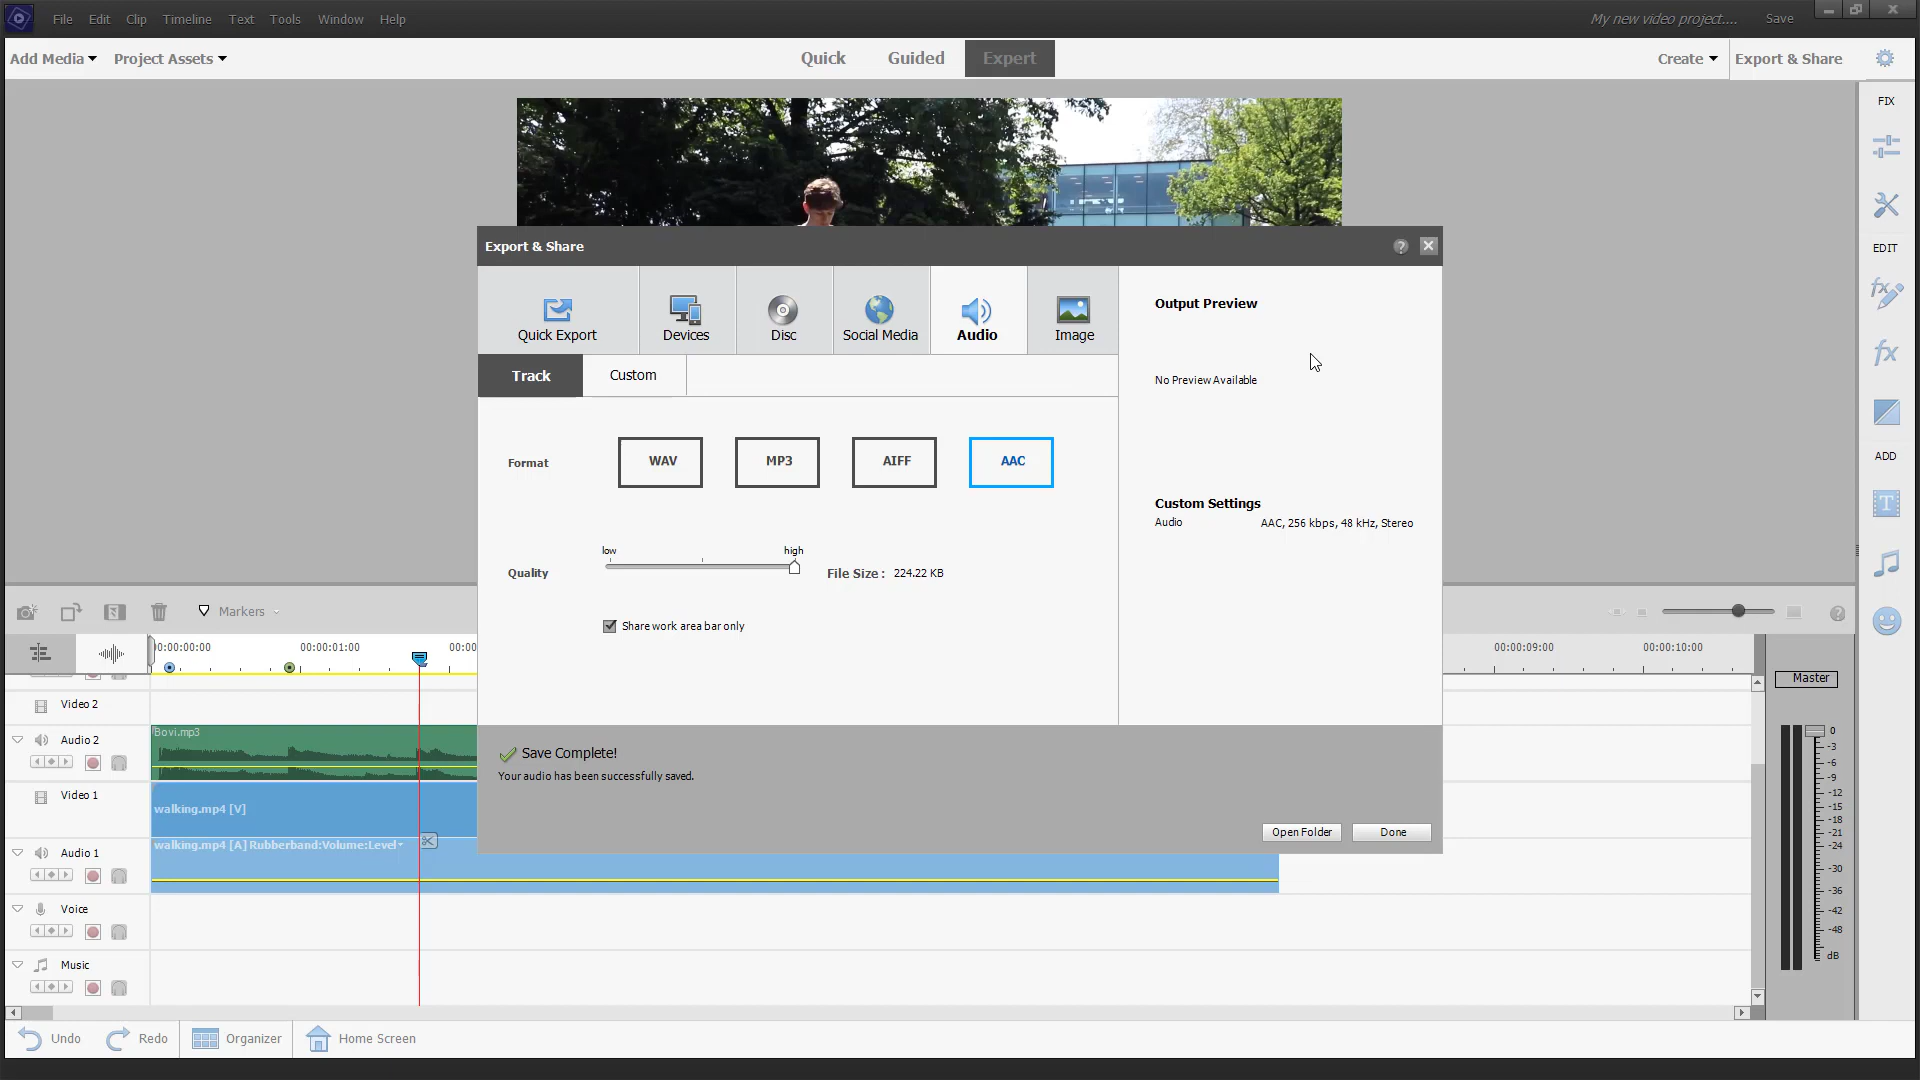 File Edit Clip Timeline Text Tools Window Help My new video project.... Save
Add Media Project Assets Quick Guided Expert Create Export & Share
FIX
EDIT
ADD
Export & Share
Quick Export Devices Disc Social Media Audio Image
Track Custom
Format WAV MP3 AIFF AAC
Quality low high File Size : 224.22 KB
Share work area bar only
Output Preview
No Preview Available
Custom Settings
Audio AAC, 256 kbps, 48 kHz, Stereo
Save Complete!
Your audio has been successfully saved.
Open Folder Done
Markers
00:00:01:00 00:00:09:00 00:00:10:00
Video 2
Audio 2 Bovi.mp3
Video 1 walking.mp4 [V]
Audio 1 walking.mp4 [A] Rubberband:Volume:Level
Voice
Music
Master
0
-3
-6
-9
-12
-15
-18
-21
-24
-30
-36
-42
-48
dB
Undo Redo Organizer Home Screen